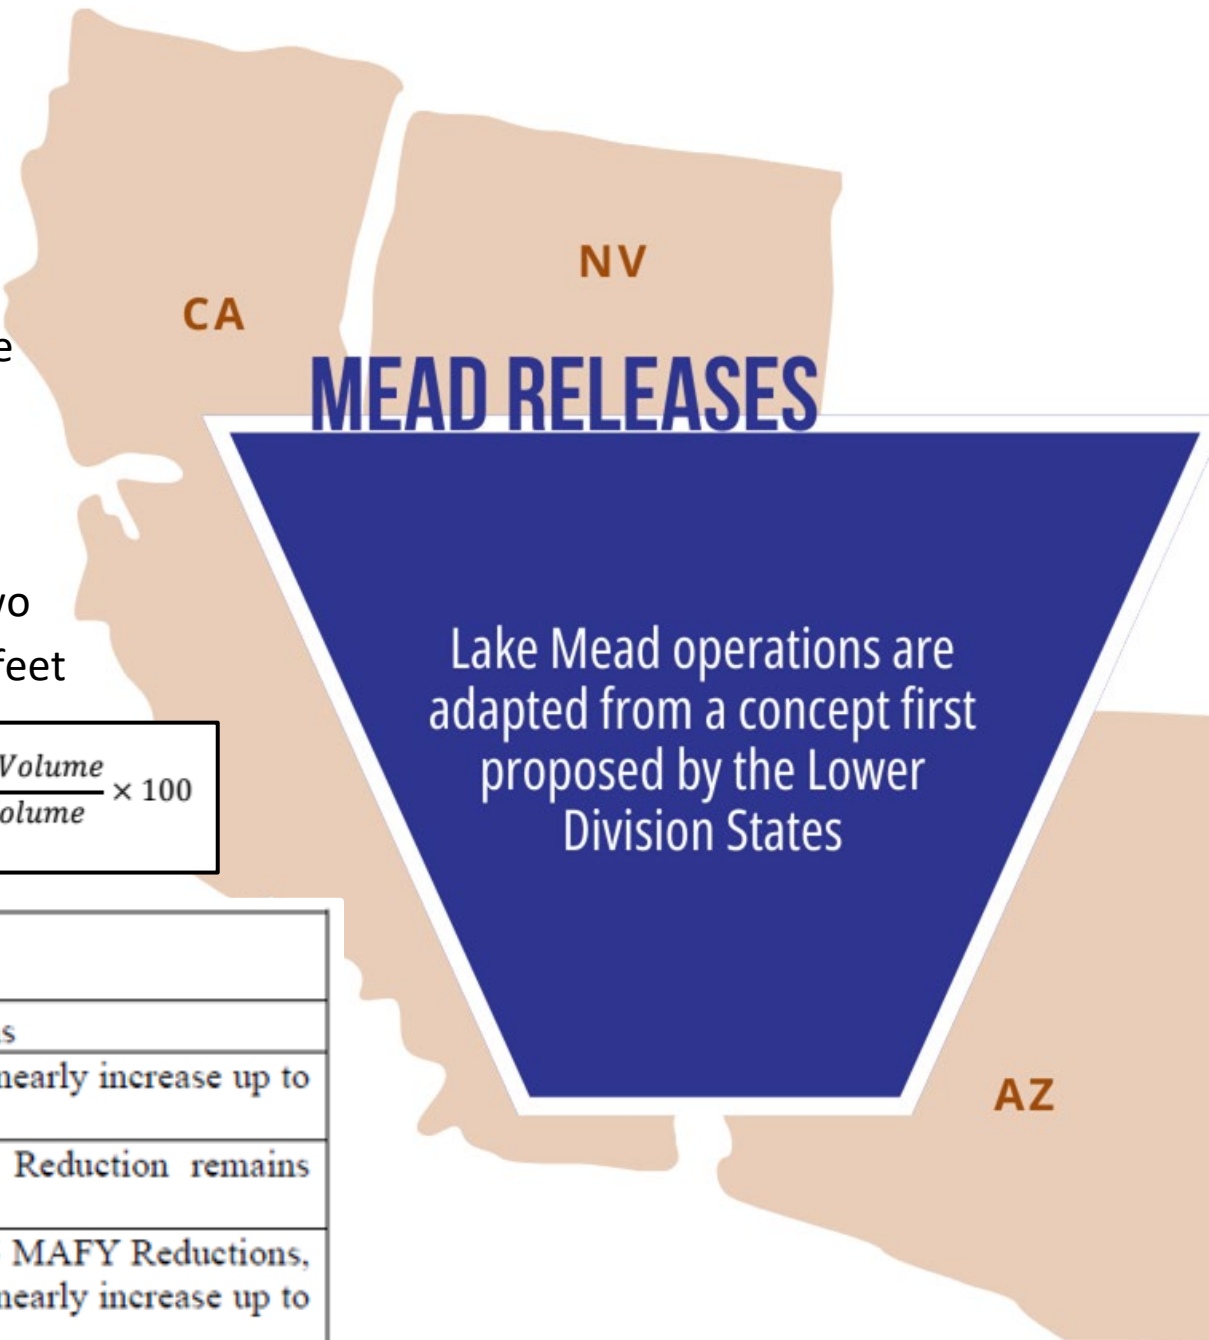 NV
CA
e
MEAD RELEASES
vo
feet
Volume
olume
× 100
Lake Mead operations are
adapted from a concept first
proposed by the Lower
Division States
s
nearly increase up to
Reduction remains
MAFY Reductions,
nearly increase up to
AZ